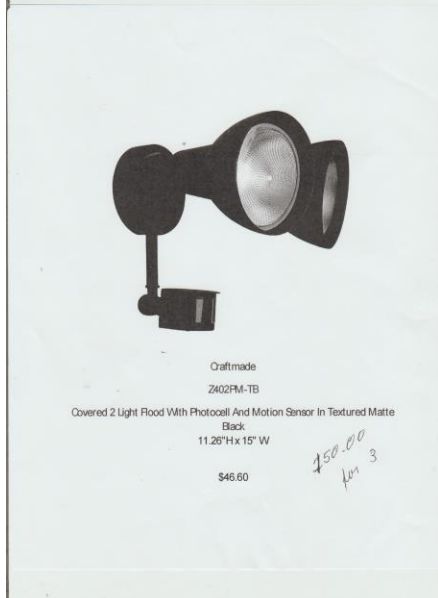 Craftmade
Z402PM-TB
Covered 2 Light Flood With Photocell And Motion Sensor In Textured Matte
Black
11.26"H x 15" W
$46.60
$50.00
for 3